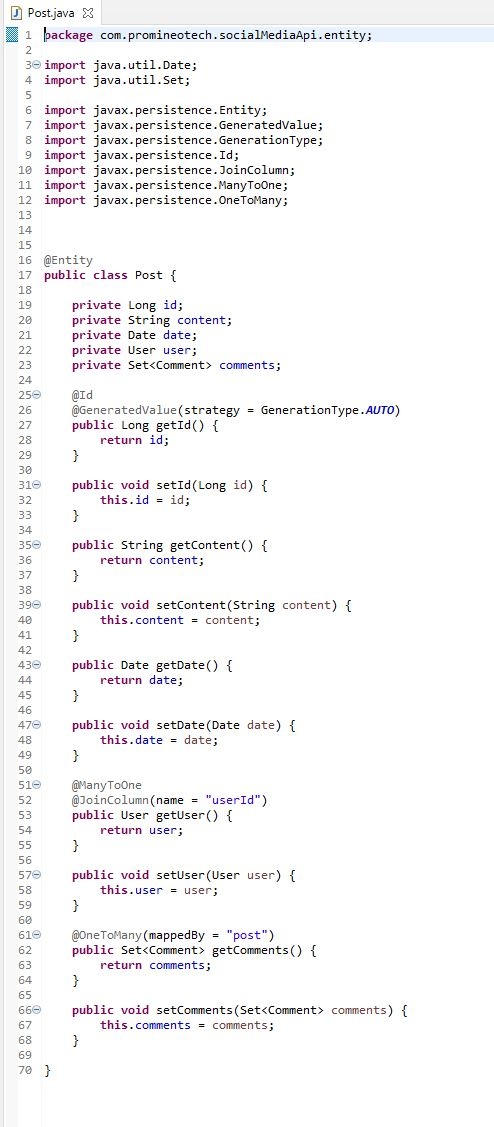 Post.java
1 package com.promineotech.socialMediaApi.entity;
2
3 import java.util.Date;
4 import java.util.Set;
5
6 import javax.persistence.Entity;
7 import javax.persistence.GeneratedValue;
8 import javax.persistence.GenerationType;
9 import javax.persistence.Id;
10 import javax.persistence.JoinColumn;
11 import javax.persistence.ManyToOne;
12 import javax.persistence.OneToMany;
13
14
15
16 @Entity
17 public class Post {
18
19     private Long id;
20     private String content;
21     private Date date;
22     private User user;
23     private Set<Comment> comments;
24
25     @Id
26     @GeneratedValue(strategy = GenerationType.AUTO)
27     public Long getId() {
28         return id;
29     }
30
31     public void setId(Long id) {
32         this.id = id;
33     }
34
35     public String getContent() {
36         return content;
37     }
38
39     public void setContent(String content) {
40         this.content = content;
41     }
42
43     public Date getDate() {
44         return date;
45     }
46
47     public void setDate(Date date) {
48         this.date = date;
49     }
50
51     @ManyToOne
52     @JoinColumn(name = "userId")
53     public User getUser() {
54         return user;
55     }
56
57     public void setUser(User user) {
58         this.user = user;
59     }
60
61     @OneToMany(mappedBy = "post")
62     public Set<Comment> getComments() {
63         return comments;
64     }
65
66     public void setComments(Set<Comment> comments) {
67         this.comments = comments;
68     }
69
70 }